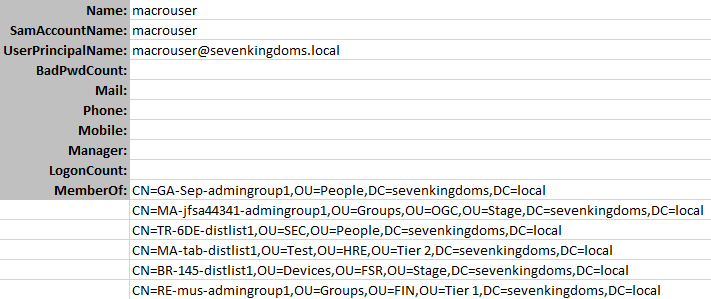 Name: macrouser
SamAccountName: macrouser
UserPrincipalName: macrouser@sevenkingdoms.local
BadPwdCount:
Mail:
Phone:
Mobile:
Manager:
LogonCount:
MemberOf: CN=GA-Sep-admingroup1,OU=People,DC=sevenkingdoms,DC=local
CN=MA-jfsa44341-admingroup1,OU=Groups,OU=OGC,OU=Stage,DC=sevenkingdoms,DC=local
CN=TR-6DE-distlist1,OU=SEC,OU=People,DC=sevenkingdoms,DC=local
CN=MA-tab-distlist1,OU=Test,OU=HRE,OU=Tier 2,DC=sevenkingdoms,DC=local
CN=BR-145-distlist1,OU=Devices,OU=FSR,OU=Stage,DC=sevenkingdoms,DC=local
CN=RE-mus-admingroup1,OU=Groups,OU=FIN,OU=Tier 1,DC=sevenkingdoms,DC=local